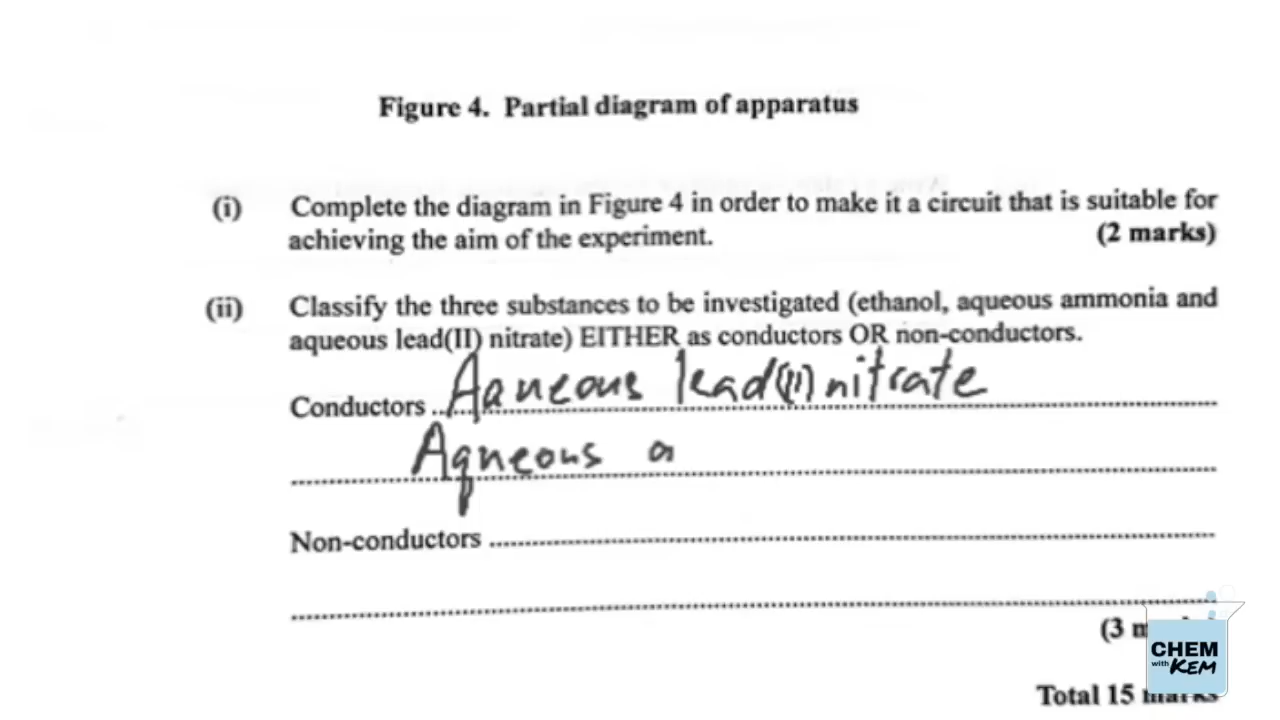 Figure 4. Partial diagram of apparatus
(i) Complete the diagram in Figure 4 in order to make it a circuit that is suitable for
achieving the aim of the experiment. (2 marks)
(ii) Classify the three substances to be investigated (ethanol, aqueous ammonia and
aqueous lead(II) nitrate) EITHER as conductors OR non-conductors.
Conductors Aqueous lead(II) nitrate
Aqueous a
Non-conductors
(3 m
Total 15 marks
CHEM
with KEM